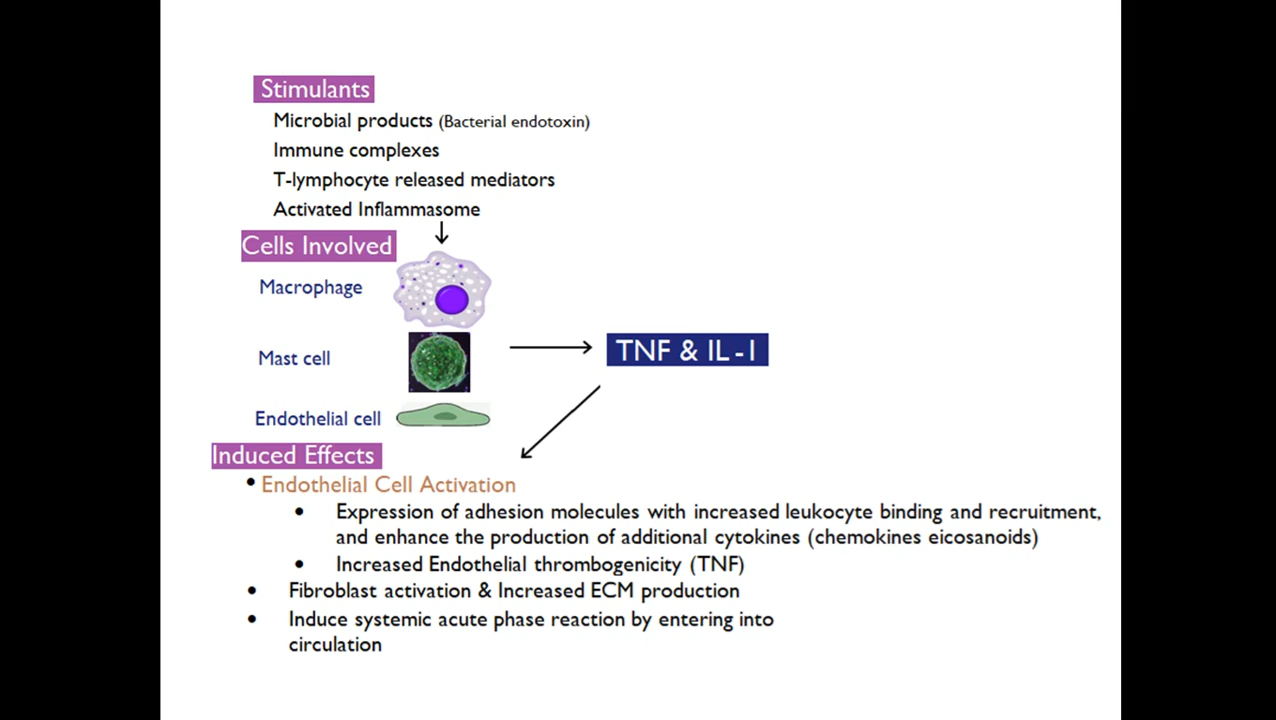 Stimulants
Microbial products (Bacterial endotoxin)
Immune complexes
T-lymphocyte released mediators
Activated Inflammasome
Cells Involved
Macrophage
Mast cell
TNF & IL -1
Endothelial cell
Induced Effects
• Endothelial Cell Activation
• Expression of adhesion molecules with increased leukocyte binding and recruitment,
and enhance the production of additional cytokines (chemokines eicosanoids)
• Increased Endothelial thrombogenicity (TNF)
• Fibroblast activation & Increased ECM production
• Induce systemic acute phase reaction by entering into
circulation